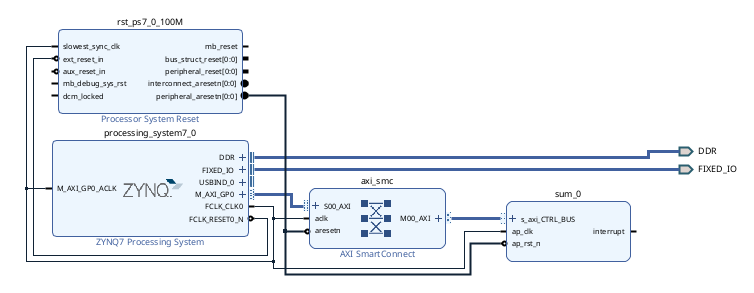 rst_ps7_0_100M
slowest_sync_clk
ext_reset_in
aux_reset_in
mb_debug_sys_rst
dcm_locked
mb_reset
bus_struct_reset[0:0]
peripheral_reset[0:0]
interconnect_aresetn[0:0]
peripheral_aresetn[0:0]
Processor System Reset
processing_system7_0
M_AXI_GP0_ACLK
ZYNQ
DDR
FIXED_IO
USBIND_0
M_AXI_GP0
FCLK_CLK0
FCLK_RESET0_N
ZYNQ7 Processing System
axi_smc
S00_AXI
aclk
aresetn
M00_AXI
AXI SmartConnect
sum_0
s_axi_CTRL_BUS
ap_clk
ap_rst_n
interrupt
DDR
FIXED_IO